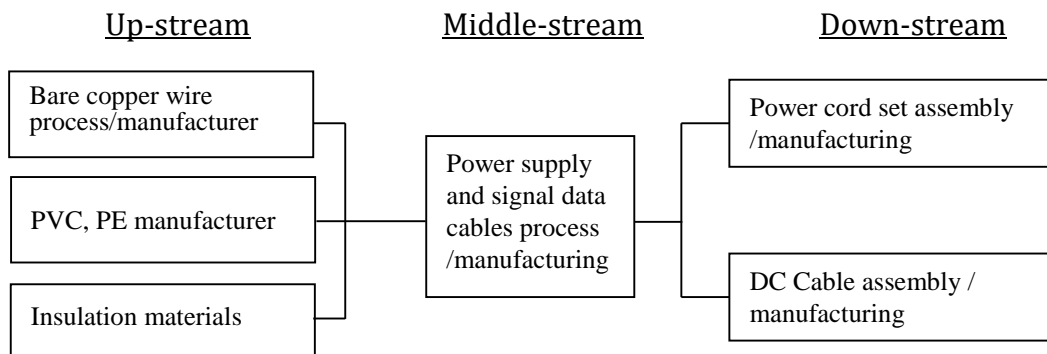 Up-stream
Middle-stream
Down-stream
Bare copper wire
process/manufacturer
PVC, PE manufacturer
Insulation materials
Power supply
and signal data
cables process
/manufacturing
Power cord set assembly
/manufacturing
DC Cable assembly /
manufacturing